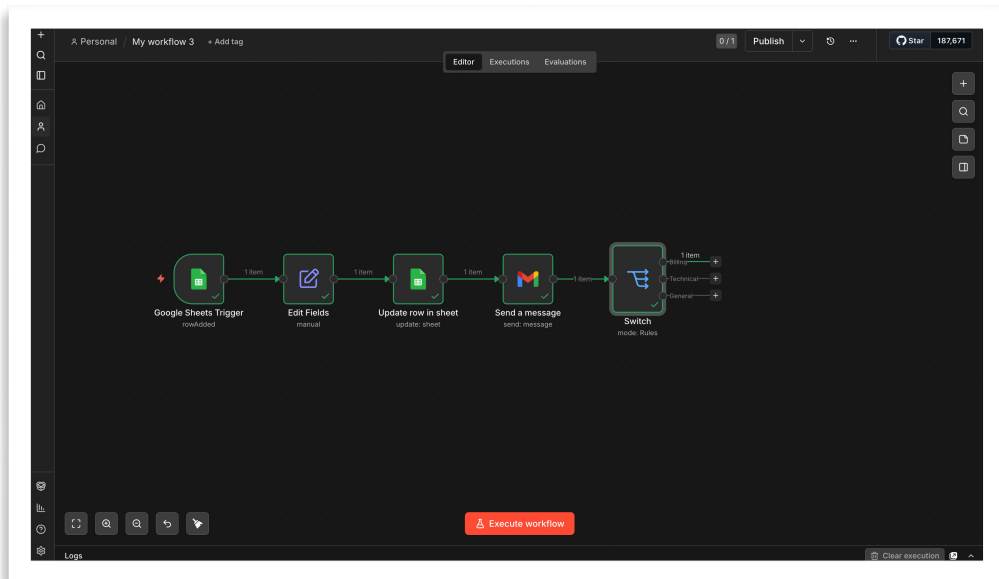 Personal / My workflow 3 + Add tag
0 / 1 Publish
Star 187,671
Editor Executions Evaluations
1 item 1 item 1 item 1 item 1 item
Billing
Technical
General
Google Sheets Trigger
rowAdded
Edit Fields
manual
Update row in sheet
update: sheet
Send a message
send: message
Switch
mode: Rules
Execute workflow
Logs
Clear execution